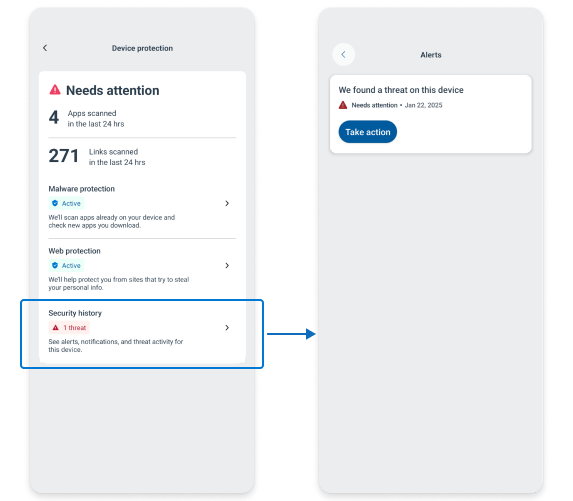 Device protection
Needs attention
4 Apps scanned
in the last 24 hrs
271 Links scanned
in the last 24 hrs
Malware protection
Active
We'll scan apps already on your device and
check new apps you download.
Web protection
Active
We'll help protect you from sites that try to steal
your personal info.
Security history
1 threat
See alerts, notifications, and threat activity for
this device.
Alerts
We found a threat on this device
Needs attention • Jan 22, 2025
Take action